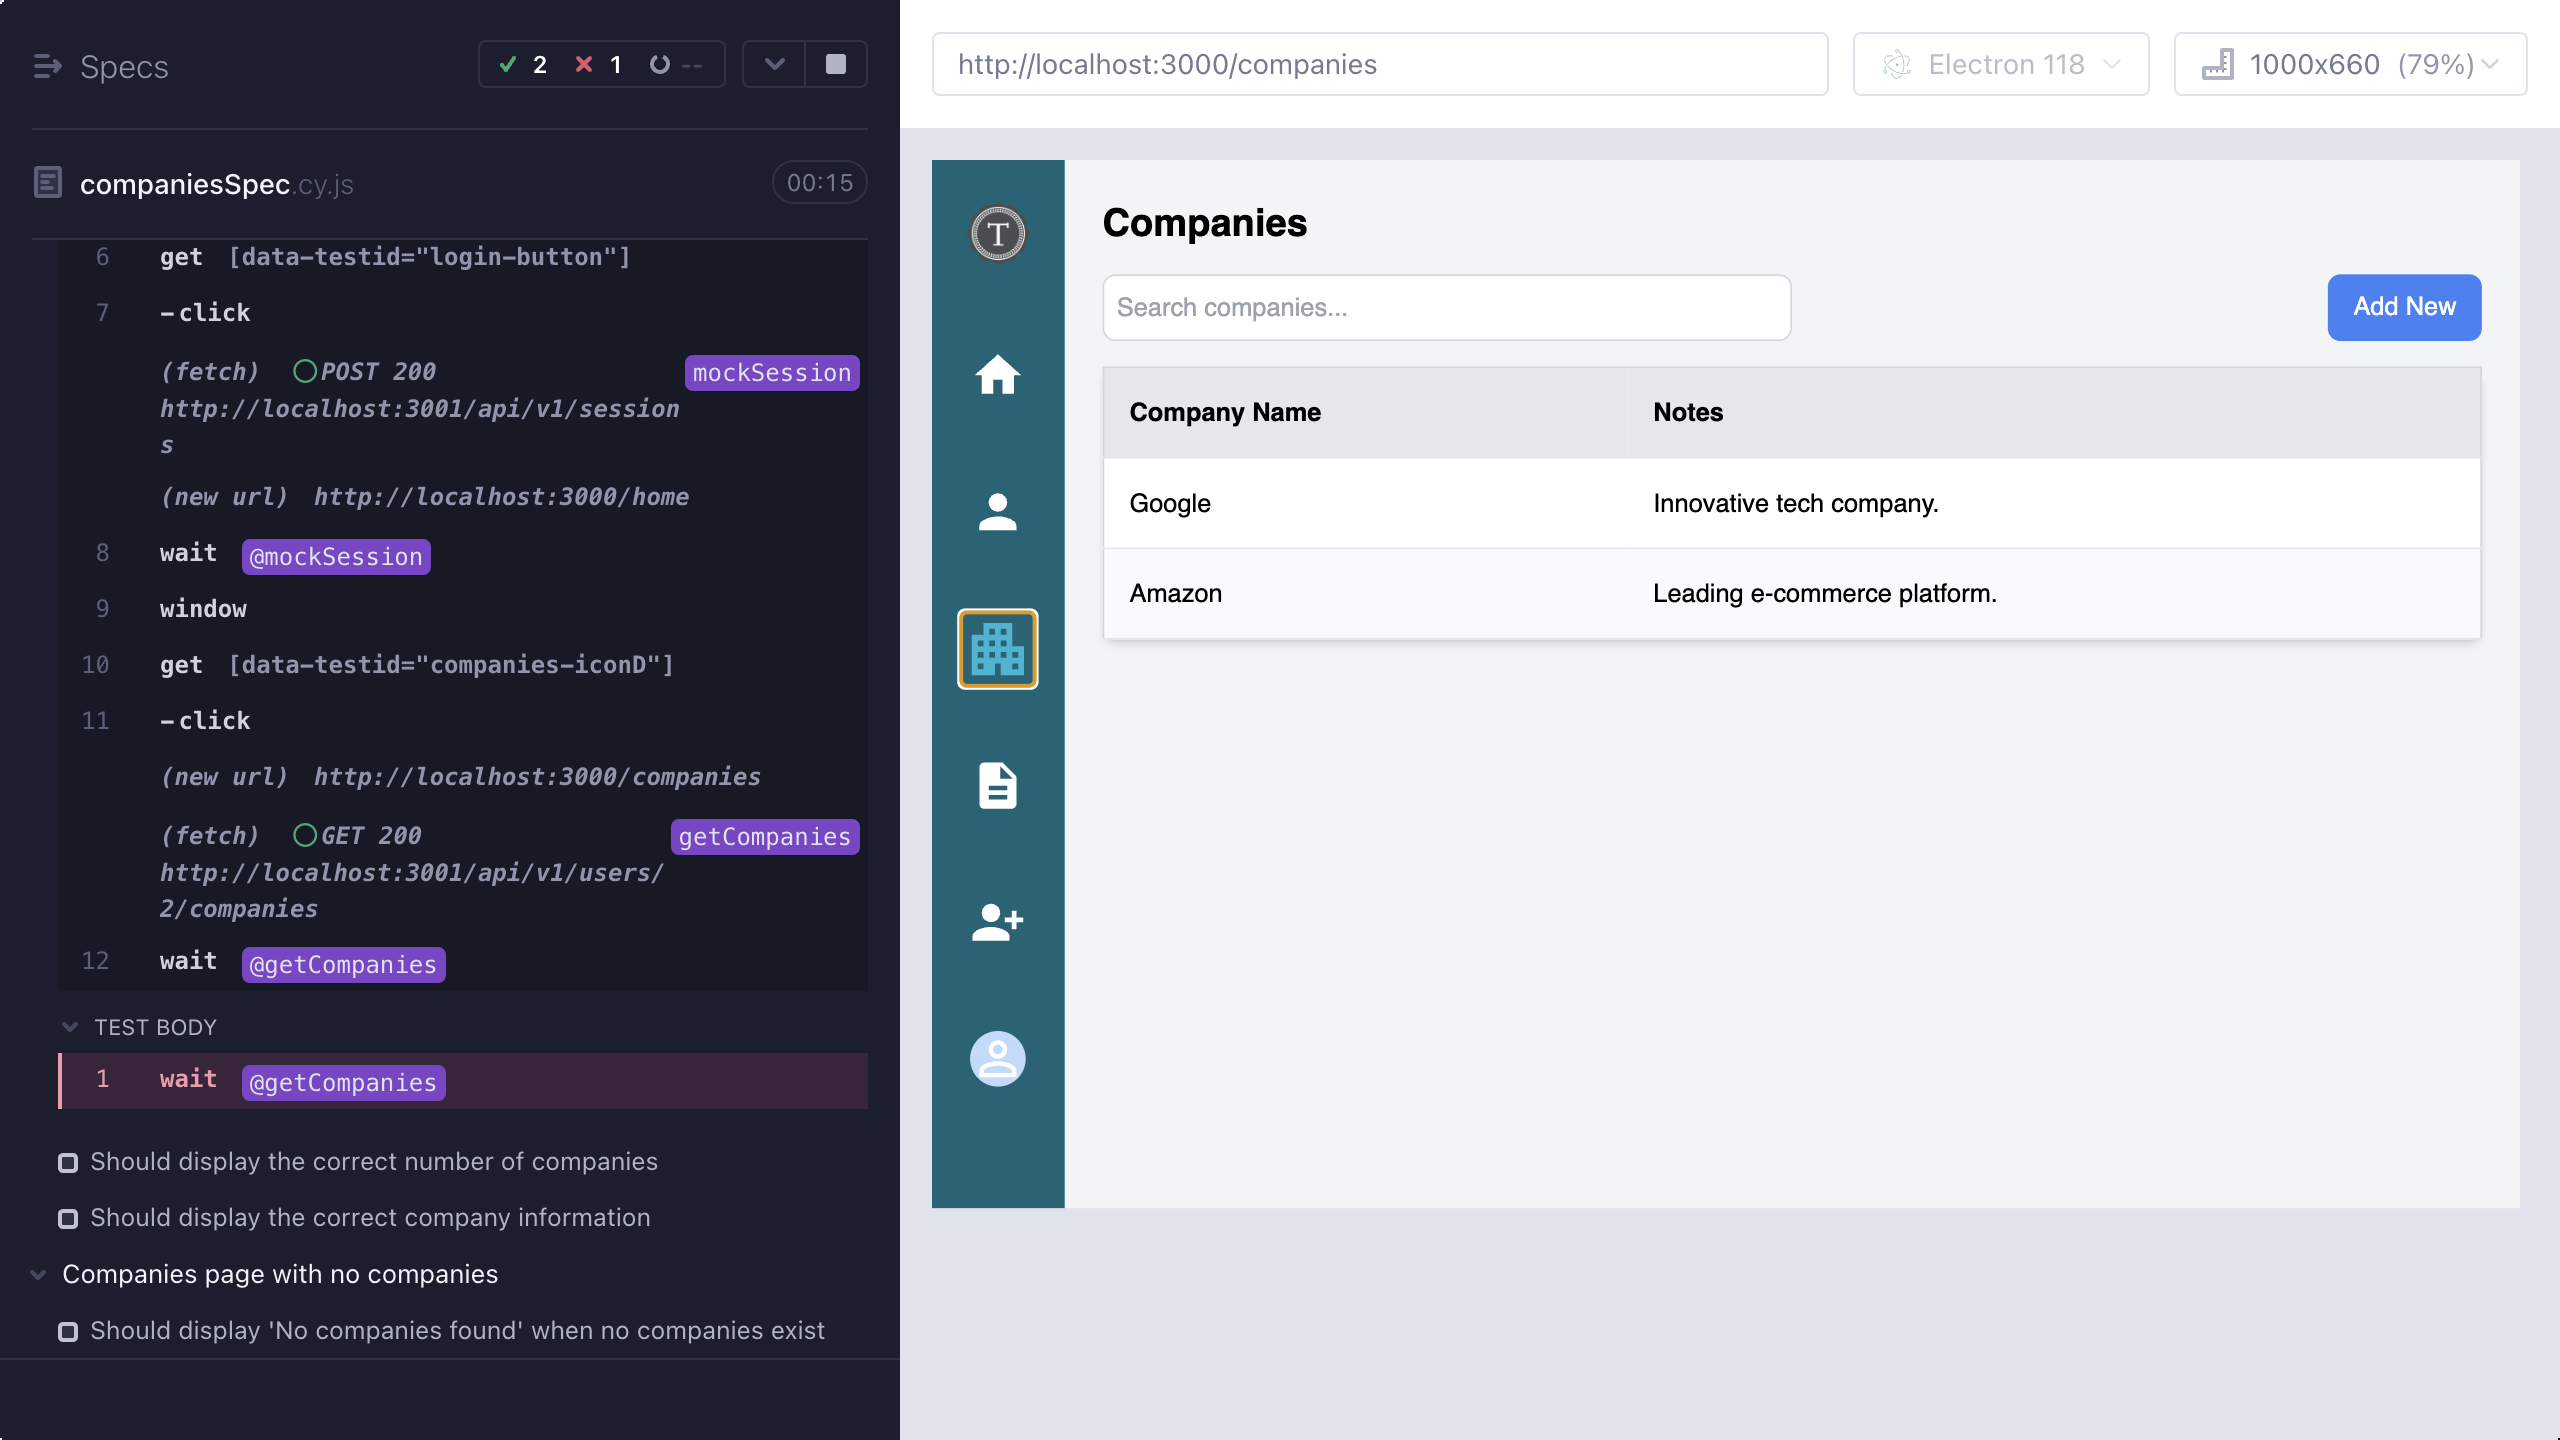 Specs
2
1
--
companiesSpec.cy.js
00:15
6 get [data-testid="login-button"]
7 -click
(fetch) POST 200 mockSession
http://localhost:3001/api/v1/session
s
(new url) http://localhost:3000/home
8 wait @mockSession
9 window
10 get [data-testid="companies-iconD"]
11 -click
(new url) http://localhost:3000/companies
(fetch) GET 200 getCompanies
http://localhost:3001/api/v1/users/
2/companies
12 wait @getCompanies
TEST BODY
1 wait @getCompanies
Should display the correct number of companies
Should display the correct company information
Companies page with no companies
Should display 'No companies found' when no companies exist
http://localhost:3000/companies
Electron 118
1000x660 (79%)
T
Companies
Search companies...
Add New
Company Name Notes
Google Innovative tech company.
Amazon Leading e-commerce platform.